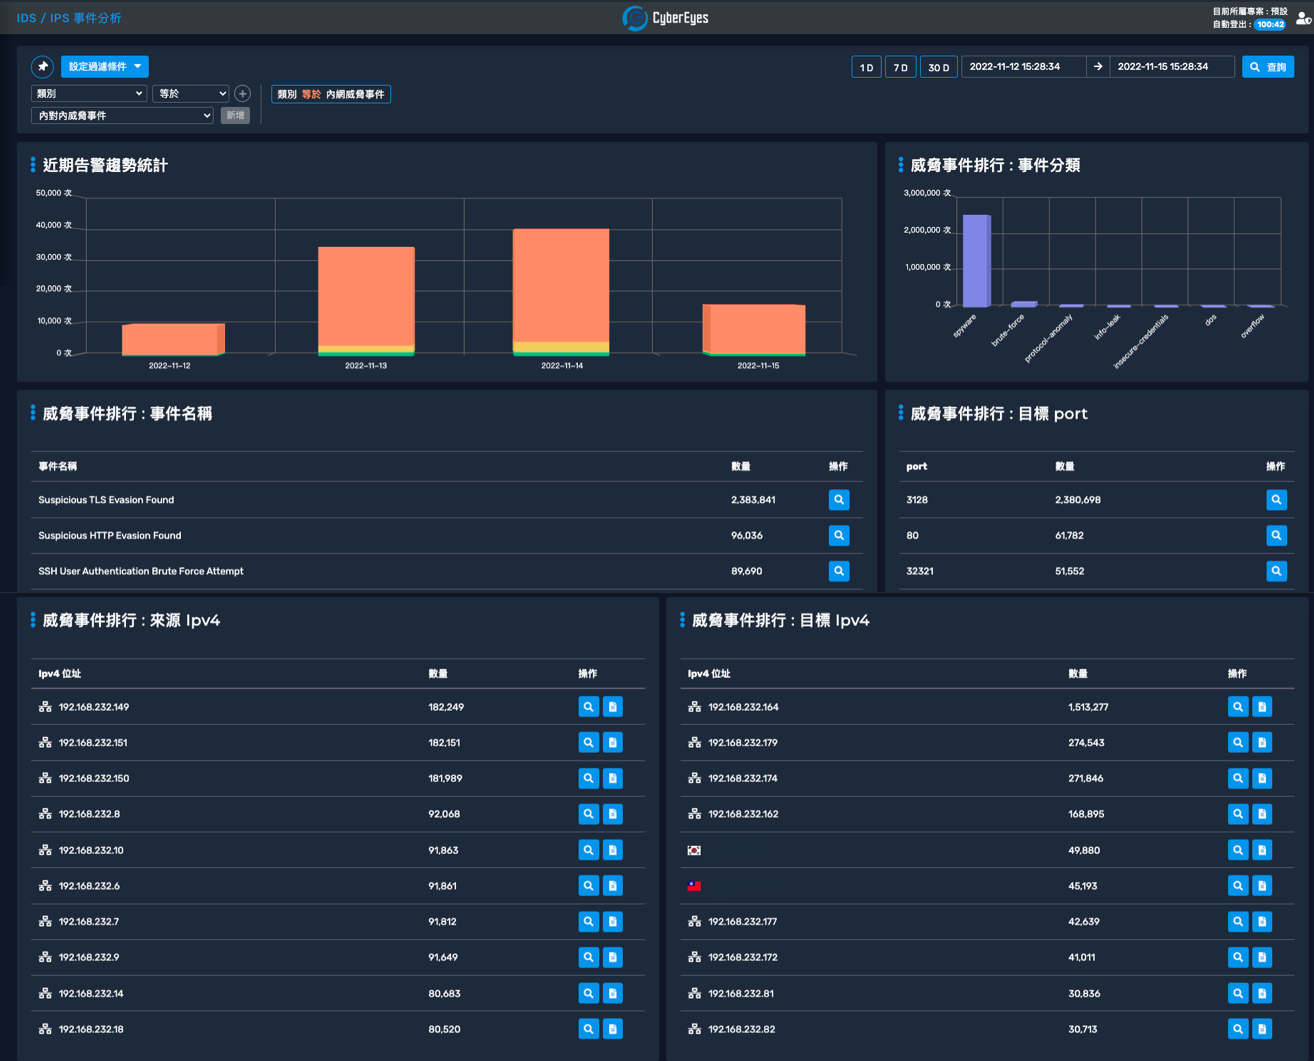 IDS / IPS 事件分析
CyberEyes
目前所屬專案 : 預設
自動登出 : 100:42
設定過濾條件
1 D
7 D
30 D
2022-11-12 15:28:34
2022-11-15 15:28:34
查詢
類別
等於
類別 等於 內網威脅事件
內對內威脅事件
新增
近期告警趨勢統計
50,000 次
40,000 次
30,000 次
20,000 次
10,000 次
0 次
2022-11-12
2022-11-13
2022-11-14
2022-11-15
威脅事件排行 : 事件分類
3,000,000 次
2,000,000 次
1,000,000 次
0 次
spyware
brute-force
protocol-anomaly
info-leak
insecure-credentials
dos
overflow
威脅事件排行 : 事件名稱
事件名稱 數量 操作
Suspicious TLS Evasion Found 2,383,841
Suspicious HTTP Evasion Found 96,036
SSH User Authentication Brute Force Attempt 89,690
威脅事件排行 : 目標 port
port 數量 操作
3128 2,380,698
80 61,782
32321 51,552
威脅事件排行 : 來源 Ipv4
Ipv4 位址 數量 操作
192.168.232.149 182,249
192.168.232.151 182,151
192.168.232.150 181,989
192.168.232.8 92,068
192.168.232.10 91,863
192.168.232.6 91,861
192.168.232.7 91,812
192.168.232.9 91,649
192.168.232.14 80,683
192.168.232.18 80,520
威脅事件排行 : 目標 Ipv4
Ipv4 位址 數量 操作
192.168.232.164 1,513,277
192.168.232.179 274,543
192.168.232.174 271,846
192.168.232.162 168,895
49,880
45,193
192.168.232.177 42,639
192.168.232.172 41,011
192.168.232.81 30,836
192.168.232.82 30,713